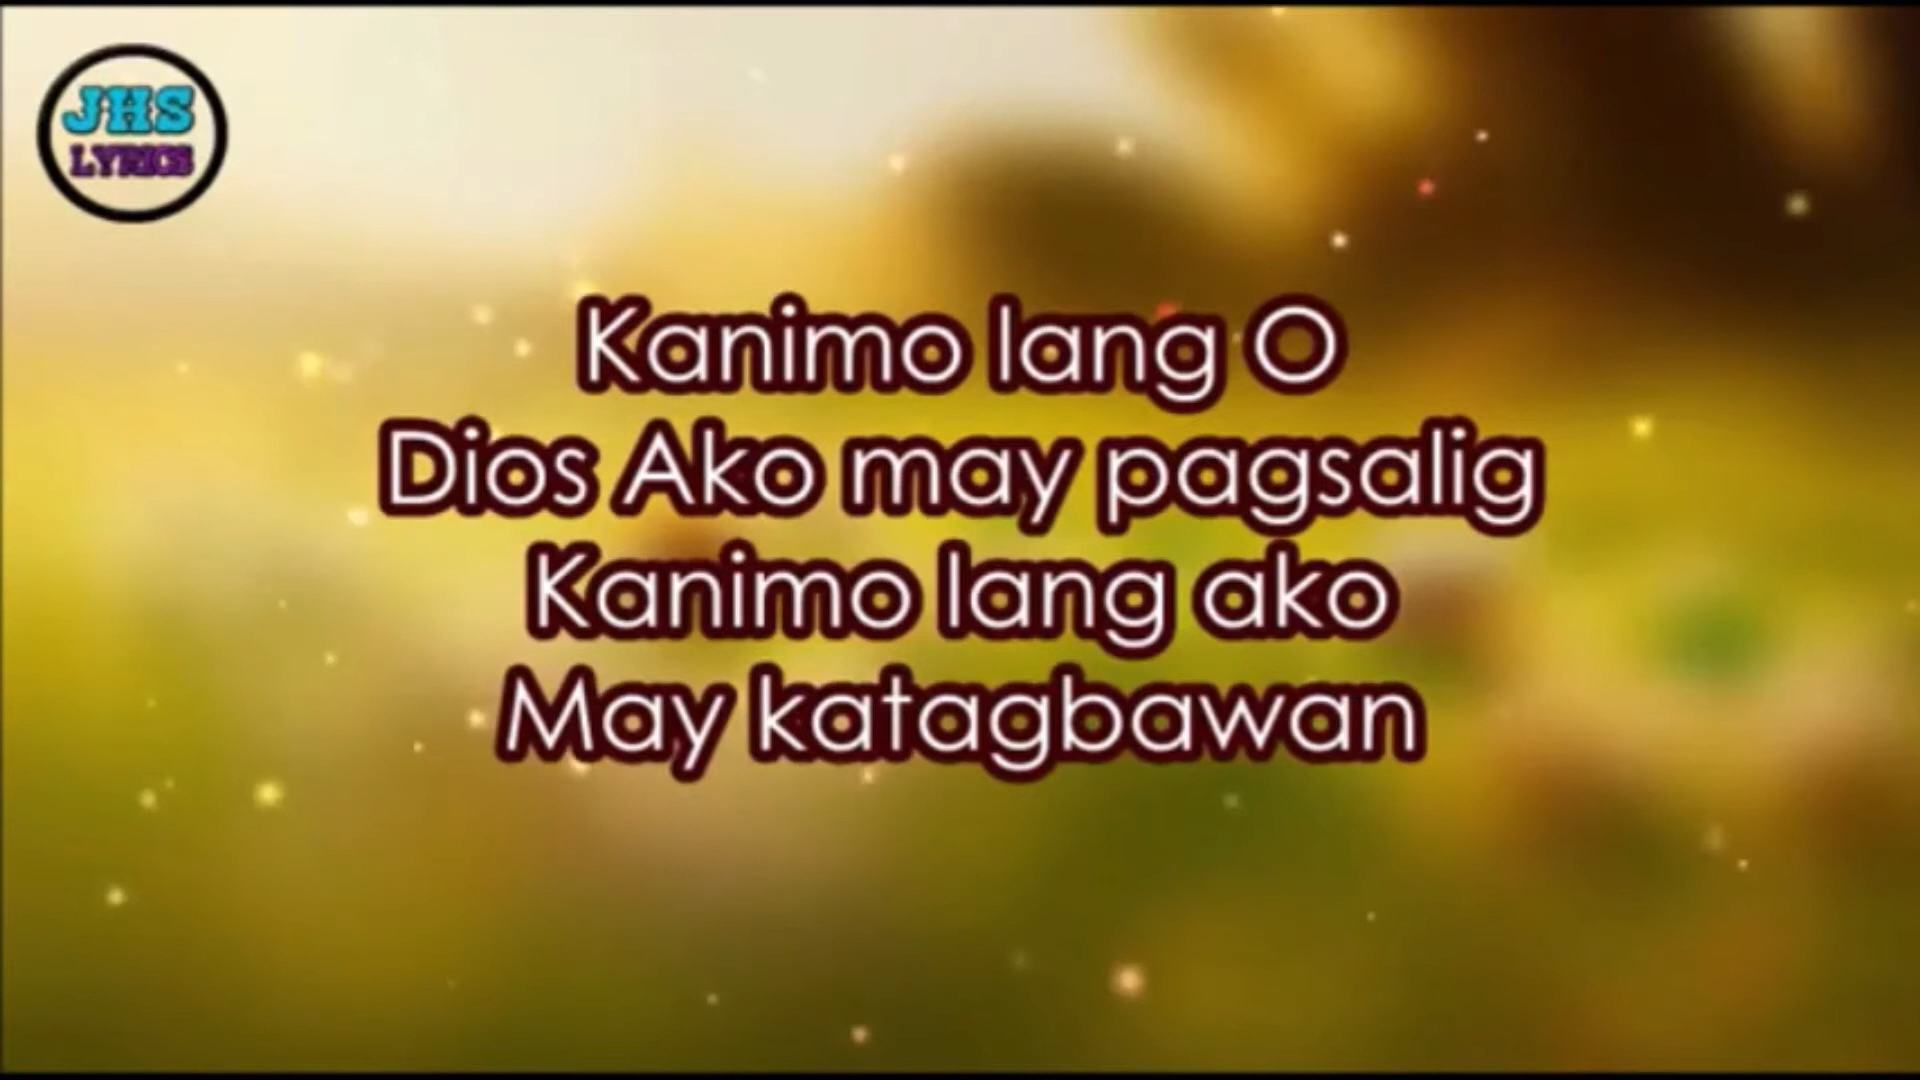 JHS
LYRICS
Kanimo lang O
Dios Ako may pagsalig
Kanimo lang ako
May katagbawan